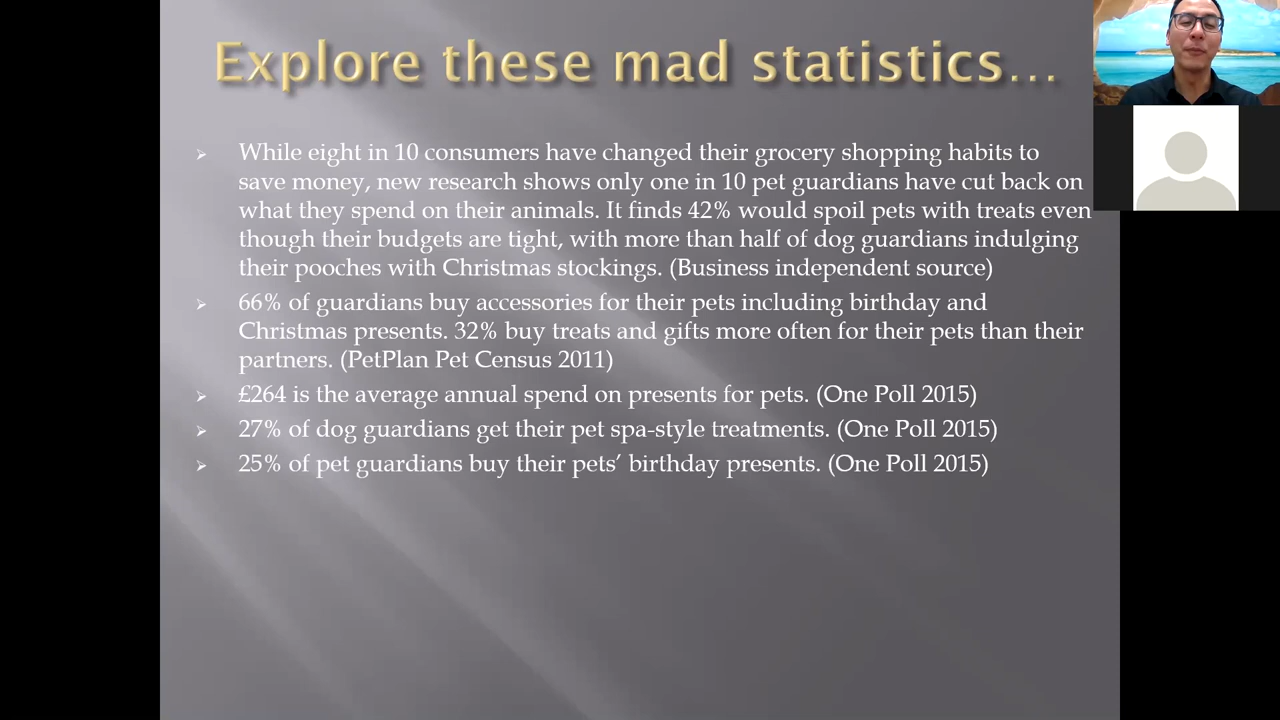 Explore these mad statistics…
While eight in 10 consumers have changed their grocery shopping habits to
save money, new research shows only one in 10 pet guardians have cut back on
what they spend on their animals. It finds 42% would spoil pets with treats even
though their budgets are tight, with more than half of dog guardians indulging
their pooches with Christmas stockings. (Business independent source)
66% of guardians buy accessories for their pets including birthday and
Christmas presents. 32% buy treats and gifts more often for their pets than their
partners. (PetPlan Pet Census 2011)
£264 is the average annual spend on presents for pets. (One Poll 2015)
27% of dog guardians get their pet spa-style treatments. (One Poll 2015)
25% of pet guardians buy their pets’ birthday presents. (One Poll 2015)